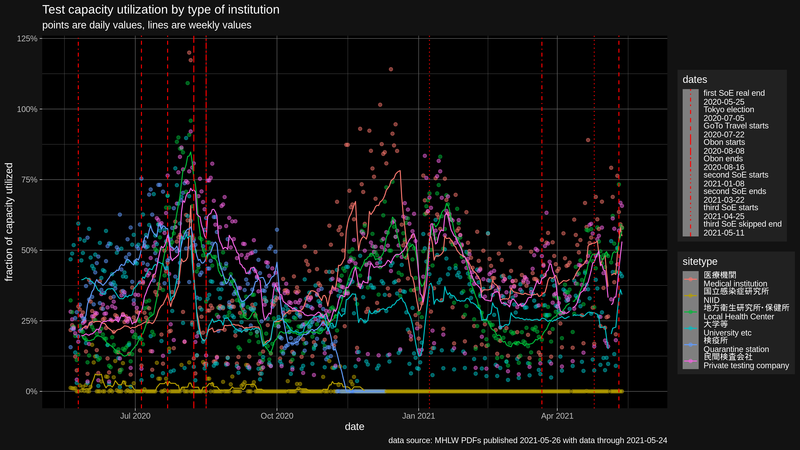 Test capacity utilization by type of institution
points are daily values, lines are weekly values
125%
100%
75%
50%
25%
0%
fraction of capacity utilized
Jul 2020
Oct 2020
Jan 2021
Apr 2021
date
data source: MHLW PDFs published 2021-05-26 with data through 2021-05-24
dates
first SoE real end
2020-05-25
Tokyo election
2020-07-05
GoTo Travel starts
2020-07-22
Obon starts
2020-08-08
Obon ends
2020-08-16
second SoE starts
2021-01-08
second SoE ends
2021-03-22
third SoE starts
2021-04-25
third SoE skipped end
2021-05-11
sitetype
医療機関
Medical institution
国立感染症研究所
NIID
地方衛生研究所・保健所
Local Health Center
大学等
University etc
検疫所
Quarantine station
民間検査会社
Private testing company